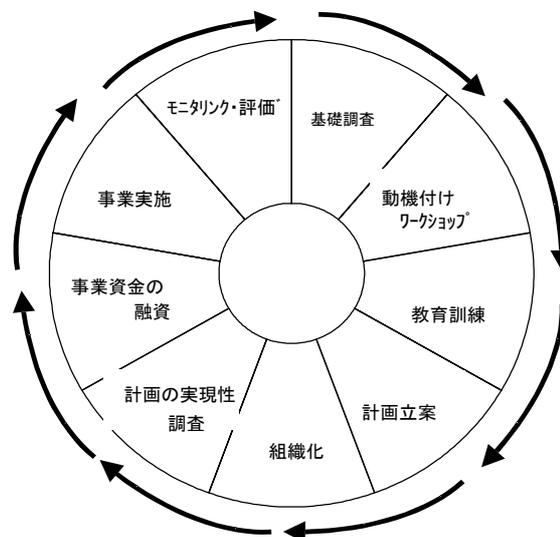 基礎調査
動機付け
ﾜｰｸｼｮｯﾌﾟ
教育訓練
計画立案
組織化
計画の実現性
調査
事業資金の
融資
事業実施
ﾓﾆﾀﾘﾝｸ・評価ﾞ